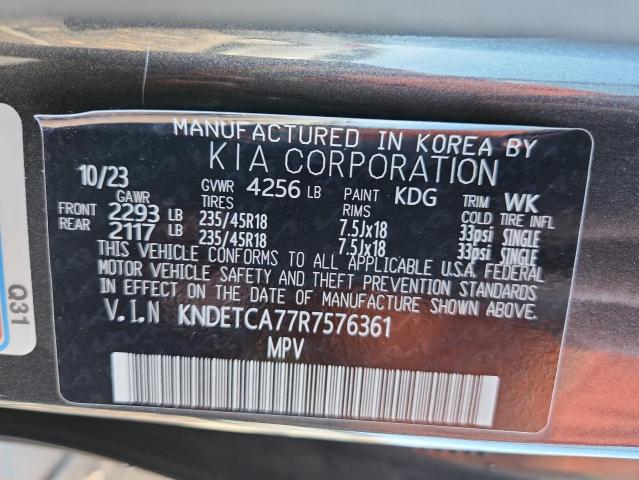 MANUFACTURED IN KOREA BY
KIA CORPORATION
10/23 GVWR 4256 LB PAINT KDG TRIM WK
GAWR RIMS COLD TIRE INFL
FRONT 2293 LB 235/45R18 7.5Jx18 33psi SINGLE
REAR 2117 LB 235/45R18 7.5Jx18 33psi SINGLE
THIS VEHICLE CONFORMS TO ALL APPLICABLE U.S.A. FEDERAL
MOTOR VEHICLE SAFETY AND THEFT PREVENTION STANDARDS
IN EFFECT ON THE DATE OF MANUFACTURE SHOWN ABOVE.
V.I.N KNDETCA77R7576361
MPV
Q31